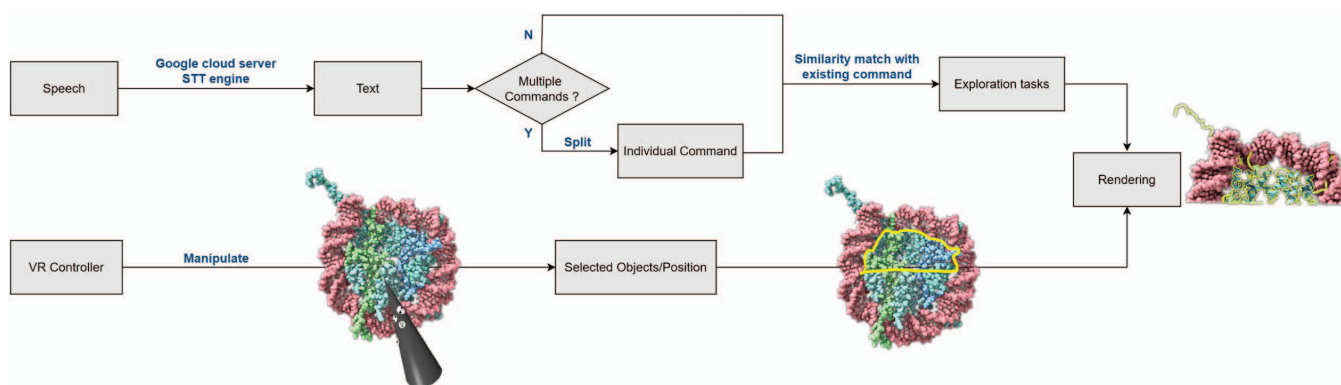 N
Google cloud server
STT engine
Similarity match with
existing command
Speech
Text
Multiple
Commands ?
Exploration tasks
Y
Split
Individual Command
Rendering
VR Controller
Manipulate
Selected Objects/Position